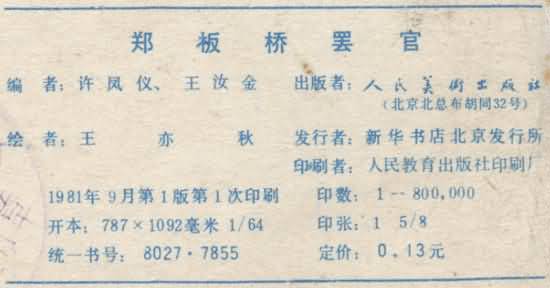 郑板桥罢官
编 者：许凤仪、王汝金 出版者：人民美術出版社
（北京北总布胡同32号）
绘 者：王 亦 秋 发行者：新华书店北京发行所
印刷者：人民教育出版社印刷厂
1981年9月第1版第1次印刷 印数：1--800,000
开本：787×1092毫米 1/64 印张：1 5/8
统一书号：8027·7855 定价：0.13元